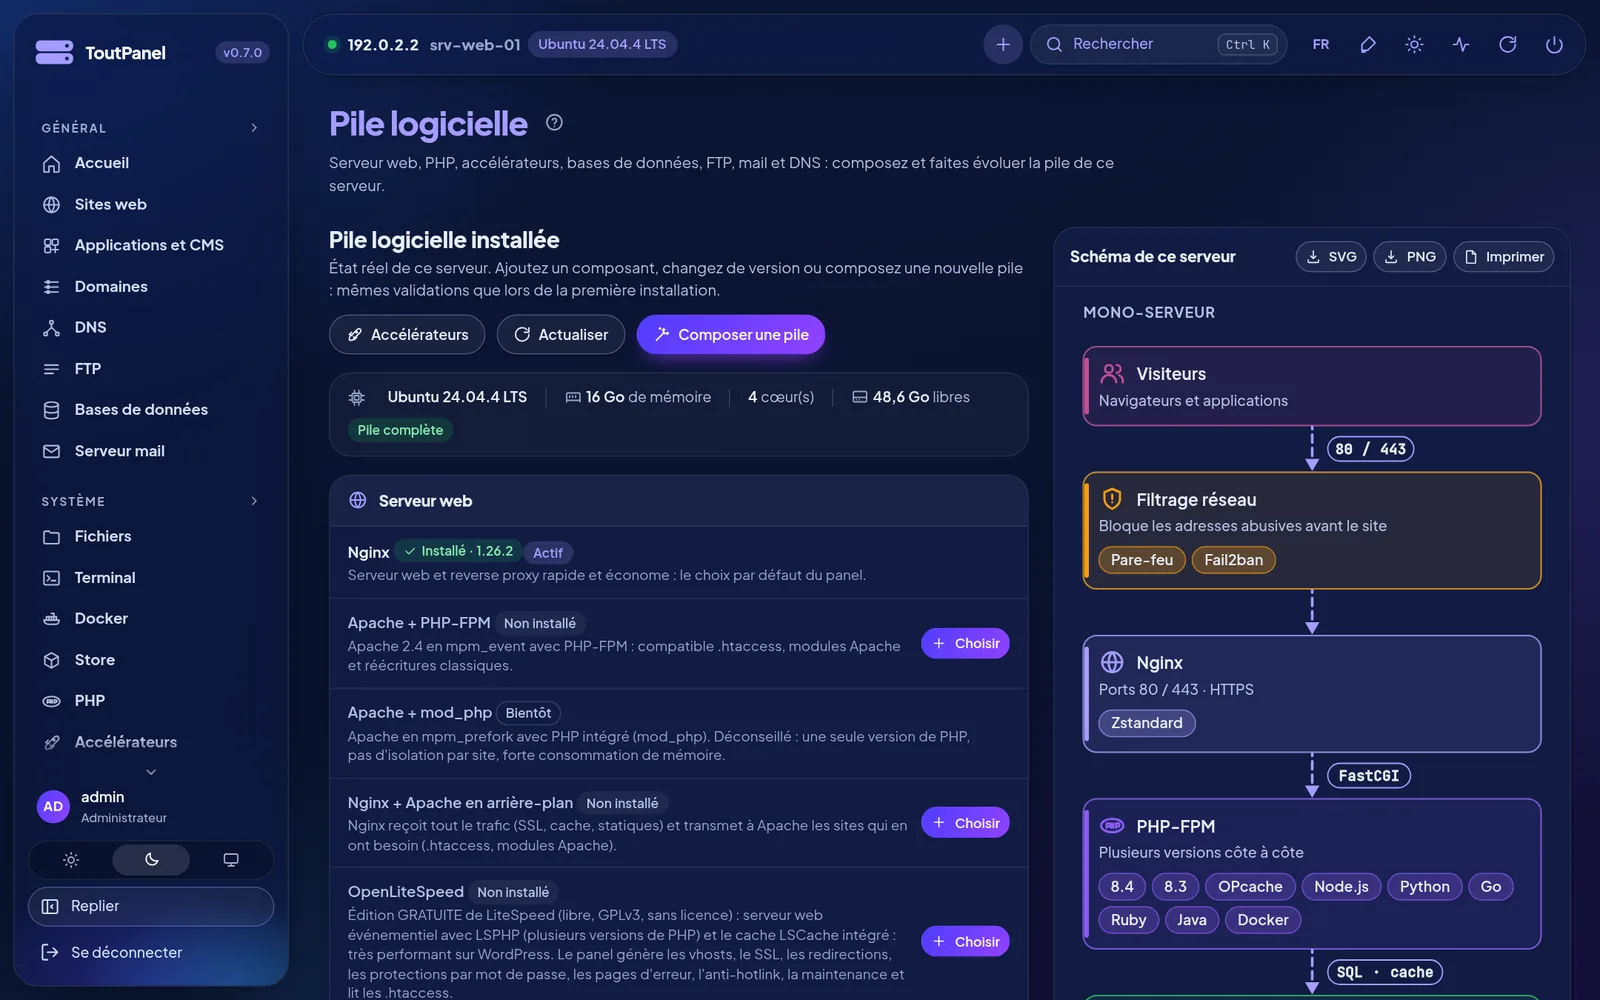 ToutPanel
v0.7.0
GÉNÉRAL
Accueil
Sites web
Applications et CMS
Domaines
DNS
FTP
Bases de données
Serveur mail
SYSTÈME
Fichiers
Terminal
Docker
Store
PHP
Accélérateurs
AD
admin
Administrateur
Replier
Se déconnecter
192.0.2.2 srv-web-01 Ubuntu 24.04.4 LTS
Rechercher Ctrl K
FR
Pile logicielle
Serveur web, PHP, accélérateurs, bases de données, FTP, mail et DNS : composez et faites évoluer la pile de ce
serveur.
Pile logicielle installée
État réel de ce serveur. Ajoutez un composant, changez de version ou composez une nouvelle pile
: mêmes validations que lors de la première installation.
Accélérateurs Actualiser Composer une pile
Ubuntu 24.04.4 LTS 16 Go de mémoire 4 cœur(s) 48,6 Go libres
Pile complète
Serveur web
Nginx Installé · 1.26.2 Actif
Serveur web et reverse proxy rapide et économe : le choix par défaut du panel.
Apache + PHP-FPM Non installé
Apache 2.4 en mpm_event avec PHP-FPM : compatible .htaccess, modules Apache
et réécritures classiques.
Choisir
Apache + mod_php Bientôt
Apache en mpm_prefork avec PHP intégré (mod_php). Déconseillé : une seule version de PHP,
pas d'isolation par site, forte consommation de mémoire.
Nginx + Apache en arrière-plan Non installé
Nginx reçoit tout le trafic (SSL, cache, statiques) et transmet à Apache les sites qui en
ont besoin (.htaccess, modules Apache).
Choisir
OpenLiteSpeed Non installé
Édition GRATUITE de LiteSpeed (libre, GPLv3, sans licence) : serveur web
événementiel avec LSPHP (plusieurs versions de PHP) et le cache LSCache intégré :
très performant sur WordPress. Le panel génère les vhosts, le SSL, les redirections,
les protections par mot de passe, les pages d'erreur, l'anti-hotlink, la maintenance et
lit les .htaccess.
Choisir
Schéma de ce serveur
SVG PNG Imprimer
MONO-SERVEUR
Visiteurs
Navigateurs et applications
80 / 443
Filtrage réseau
Bloque les adresses abusives avant le site
Pare-feu Fail2ban
Nginx
Ports 80 / 443 · HTTPS
Zstandard
FastCGI
PHP PHP-FPM
Plusieurs versions côte à côte
8.4 8.3 OPcache Node.js Python Go
Ruby Java Docker
SQL · cache